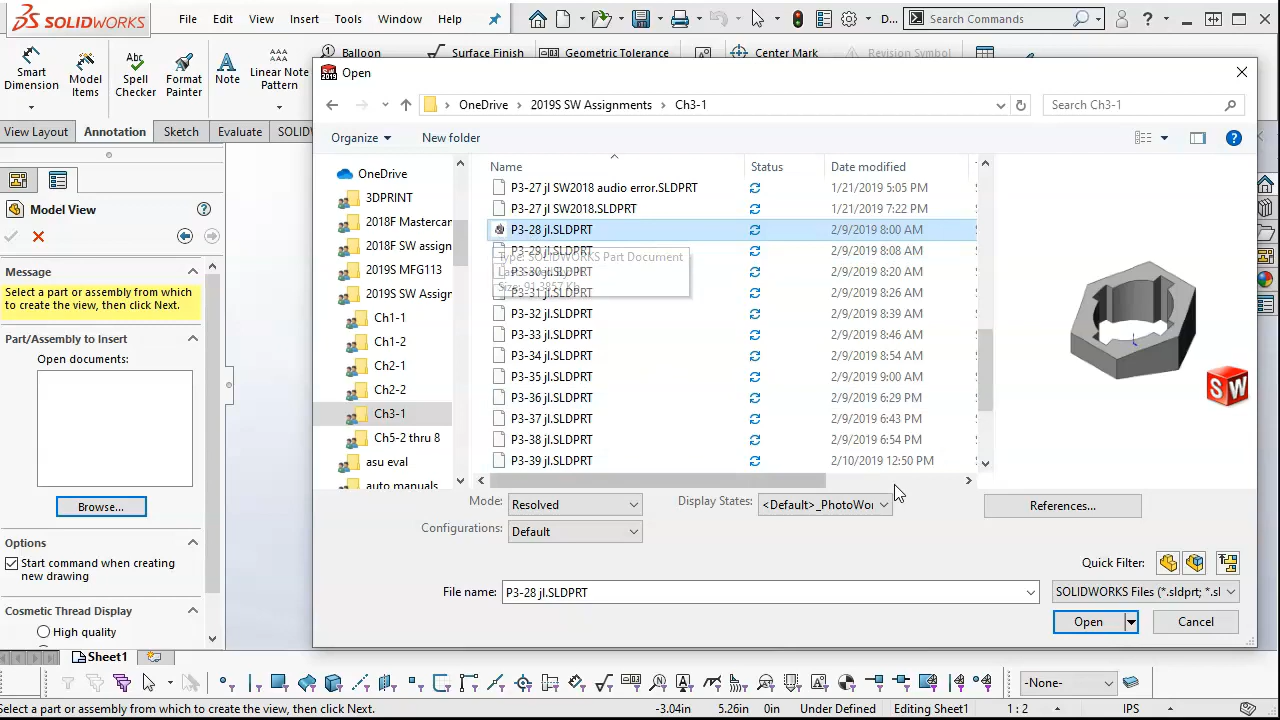 SOLIDWORKS
File Edit View Insert Tools Window Help
D...
Search Commands
Smart Dimension
Model Items
Spell Checker
Format Painter
Note
Linear Note Pattern
Balloon
Surface Finish
Geometric Tolerance
Center Mark
Revision Symbol
View Layout Annotation Sketch Evaluate SOLID
Open
OneDrive > 2019S SW Assignments > Ch3-1
Search Ch3-1
Organize
New folder
Model View
Message
Select a part or assembly from which
to create the view, then click Next.
Part/Assembly to Insert
Open documents:
Browse...
Options
Start command when creating
new drawing
Cosmetic Thread Display
High quality
OneDrive
3DPRINT
2018F Mastercar
2018F SW assign
2019S MFG113
2019S SW Assign
Ch1-1
Ch1-2
Ch2-1
Ch2-2
Ch3-1
Ch5-2 thru 8
asu eval
auto manuals
Name Status Date modified
P3-27 jl SW2018 audio error.SLDPRT 1/21/2019 5:05 PM
P3-27 jl SW2018.SLDPRT 1/21/2019 7:22 PM
P3-28 jl.SLDPRT 2/9/2019 8:00 AM
P3-29 jl.SLDPRT 2/9/2019 8:08 AM
Type: SOLIDWORKS Part Document
P3-30 jl.SLDPRT 2/9/2019 8:20 AM
P3-31 jl.SLDPRT 2/9/2019 8:26 AM
P3-32 jl.SLDPRT 2/9/2019 8:39 AM
P3-33 jl.SLDPRT 2/9/2019 8:46 AM
P3-34 jl.SLDPRT 2/9/2019 8:54 AM
P3-35 jl.SLDPRT 2/9/2019 9:00 AM
P3-36 jl.SLDPRT 2/9/2019 6:29 PM
P3-37 jl.SLDPRT 2/9/2019 6:43 PM
P3-38 jl.SLDPRT 2/9/2019 6:54 PM
P3-39 jl.SLDPRT 2/10/2019 12:50 PM
SW
Mode: Resolved
Display States: <Default>_PhotoWor
References...
Configurations: Default
Quick Filter:
File name: P3-28 jl.SLDPRT
SOLIDWORKS Files (*.sldprt; *.sl
Open
Cancel
Sheet1
-None-
Select a part or assembly from which to create the view, then click Next.
-3.04in 5.26in 0in Under Defined Editing Sheet1 1 : 2 IPS